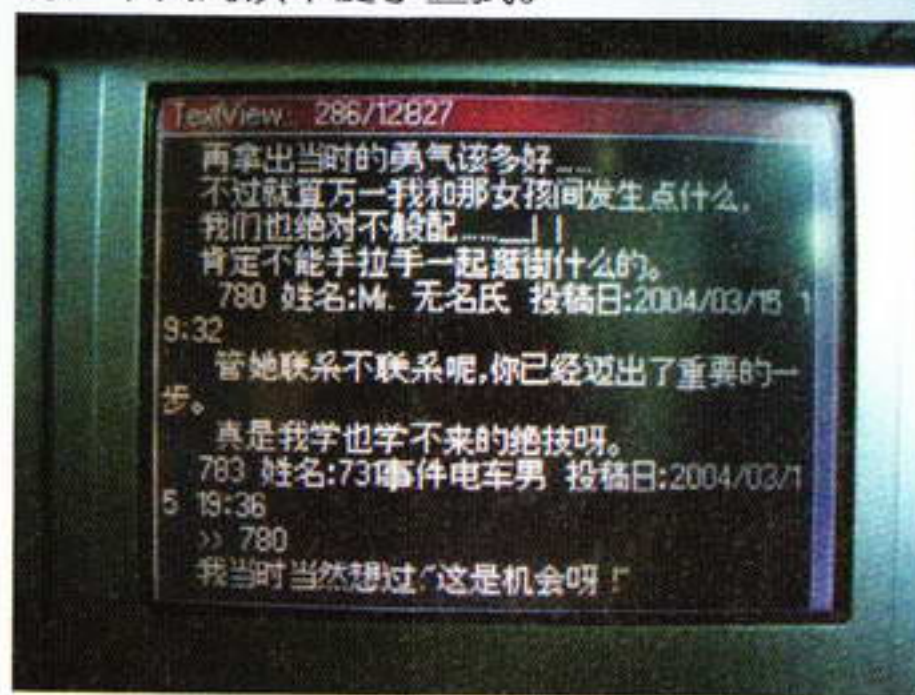 TextView 286/12827
再拿出当时的勇气该多好……
不过就直万一我和那女孩间发生点什么,
我们也绝对不般配……__| |
肯定不能手拉手一起逛街什么的。
780 姓名:Mr. 无名氏 投稿日:2004/03/15 1
9:32
管她联系不联系呢,你已经迈出了重要的一
步。
真是我学也学不来的绝技呀。
783 姓名:731事件电车男 投稿日:2004/03/1
5 19:36
>> 780
我当时当然想过“这是机会呀!”